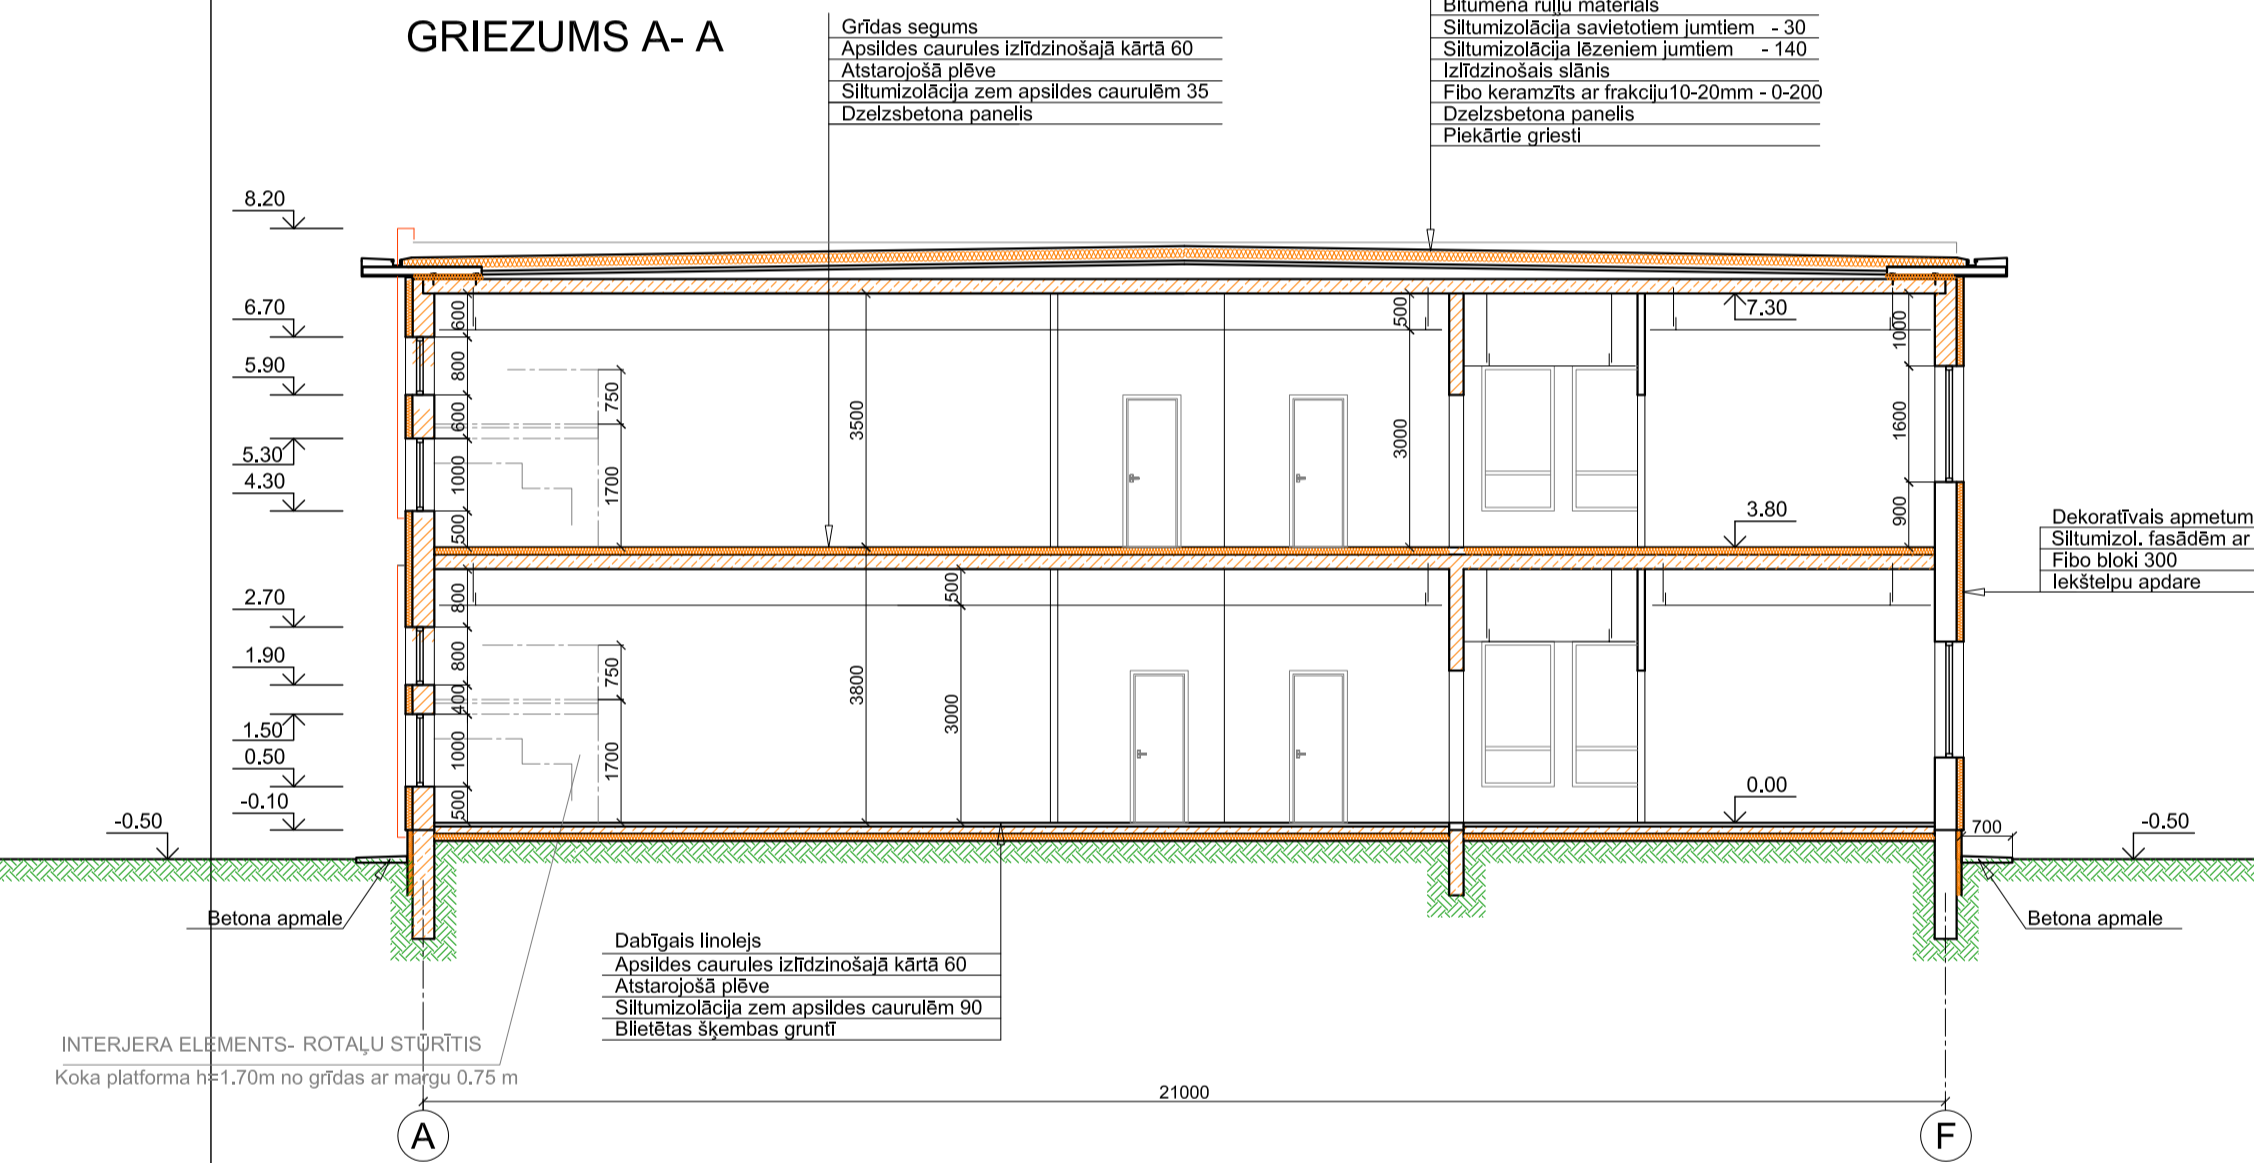 GRIEZUMS A- A
Grīdas segums
Apsildes caurules izlīdzinošajā kārtā 60
Atstarojošā plēve
Siltumizolācija zem apsildes caurulēm 35
Dzelzsbetona panelis
Bitumena ruļļu materiāls
Siltumizolācija savietotiem jumtiem - 30
Siltumizolācija lēzeniem jumtiem - 140
Izlīdzinošais slānis
Fibo keramzīts ar frakciju10-20mm - 0-200
Dzelzsbetona panelis
Piekārtie griesti
8.20
6.70
5.90
5.30
4.30
2.70
1.90
1.50
0.50
-0.10
-0.50
600
800
600
1000
500
800
800
400
1000
500
750
1700
750
1700
3500
3800
500
3000
500
3000
7.30
3.80
0.00
1000
1600
900
700
-0.50
Dekoratīvais apmetum
Siltumizol. fasādēm ar
Fibo bloki 300
Iekštelpu apdare
Betona apmale
Betona apmale
Dabīgais linolejs
Apsildes caurules izlīdzinošajā kārtā 60
Atstarojošā plēve
Siltumizolācija zem apsildes caurulēm 90
Blietētas šķembas gruntī
INTERJERA ELEMENTS- ROTAĻU STŪRĪTIS
Koka platforma h=1.70m no grīdas ar margu 0.75 m
21000
A
F